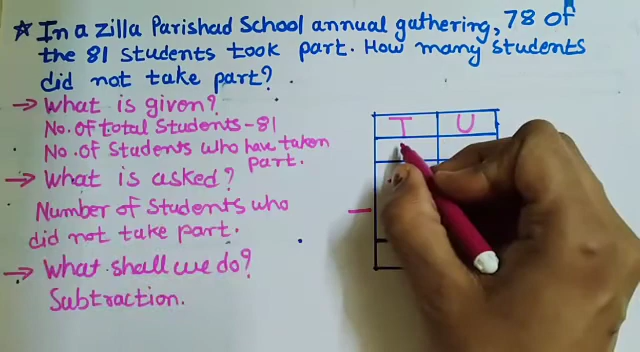 ☆ In a zilla Parishad School annual gathering, 78 of
the 81 students took part. How many students
did not take part?
→ What is given?
No. of total Students - 81
No. of Students who have taken
part.
→ What is asked?
Number of Students who
did not take part.
→ What shall we do?
Subtraction.
T U
—